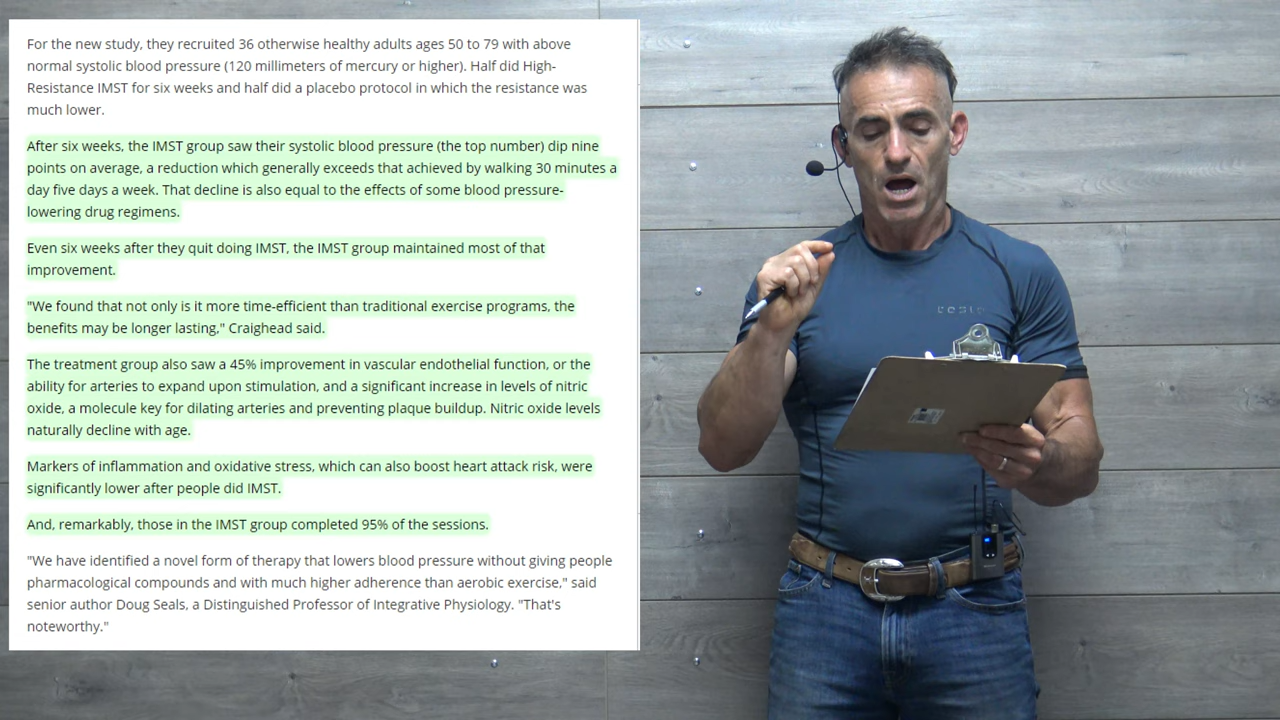 For the new study, they recruited 36 otherwise healthy adults ages 50 to 79 with above
normal systolic blood pressure (120 millimeters of mercury or higher). Half did High-
Resistance IMST for six weeks and half did a placebo protocol in which the resistance was
much lower.
After six weeks, the IMST group saw their systolic blood pressure (the top number) dip nine
points on average, a reduction which generally exceeds that achieved by walking 30 minutes a
day five days a week. That decline is also equal to the effects of some blood pressure-
lowering drug regimens.
Even six weeks after they quit doing IMST, the IMST group maintained most of that
improvement.
"We found that not only is it more time-efficient than traditional exercise programs, the
benefits may be longer lasting," Craighead said.
The treatment group also saw a 45% improvement in vascular endothelial function, or the
ability for arteries to expand upon stimulation, and a significant increase in levels of nitric
oxide, a molecule key for dilating arteries and preventing plaque buildup. Nitric oxide levels
naturally decline with age.
Markers of inflammation and oxidative stress, which can also boost heart attack risk, were
significantly lower after people did IMST.
And, remarkably, those in the IMST group completed 95% of the sessions.
"We have identified a novel form of therapy that lowers blood pressure without giving people
pharmacological compounds and with much higher adherence than aerobic exercise," said
senior author Doug Seals, a Distinguished Professor of Integrative Physiology. "That's
noteworthy."